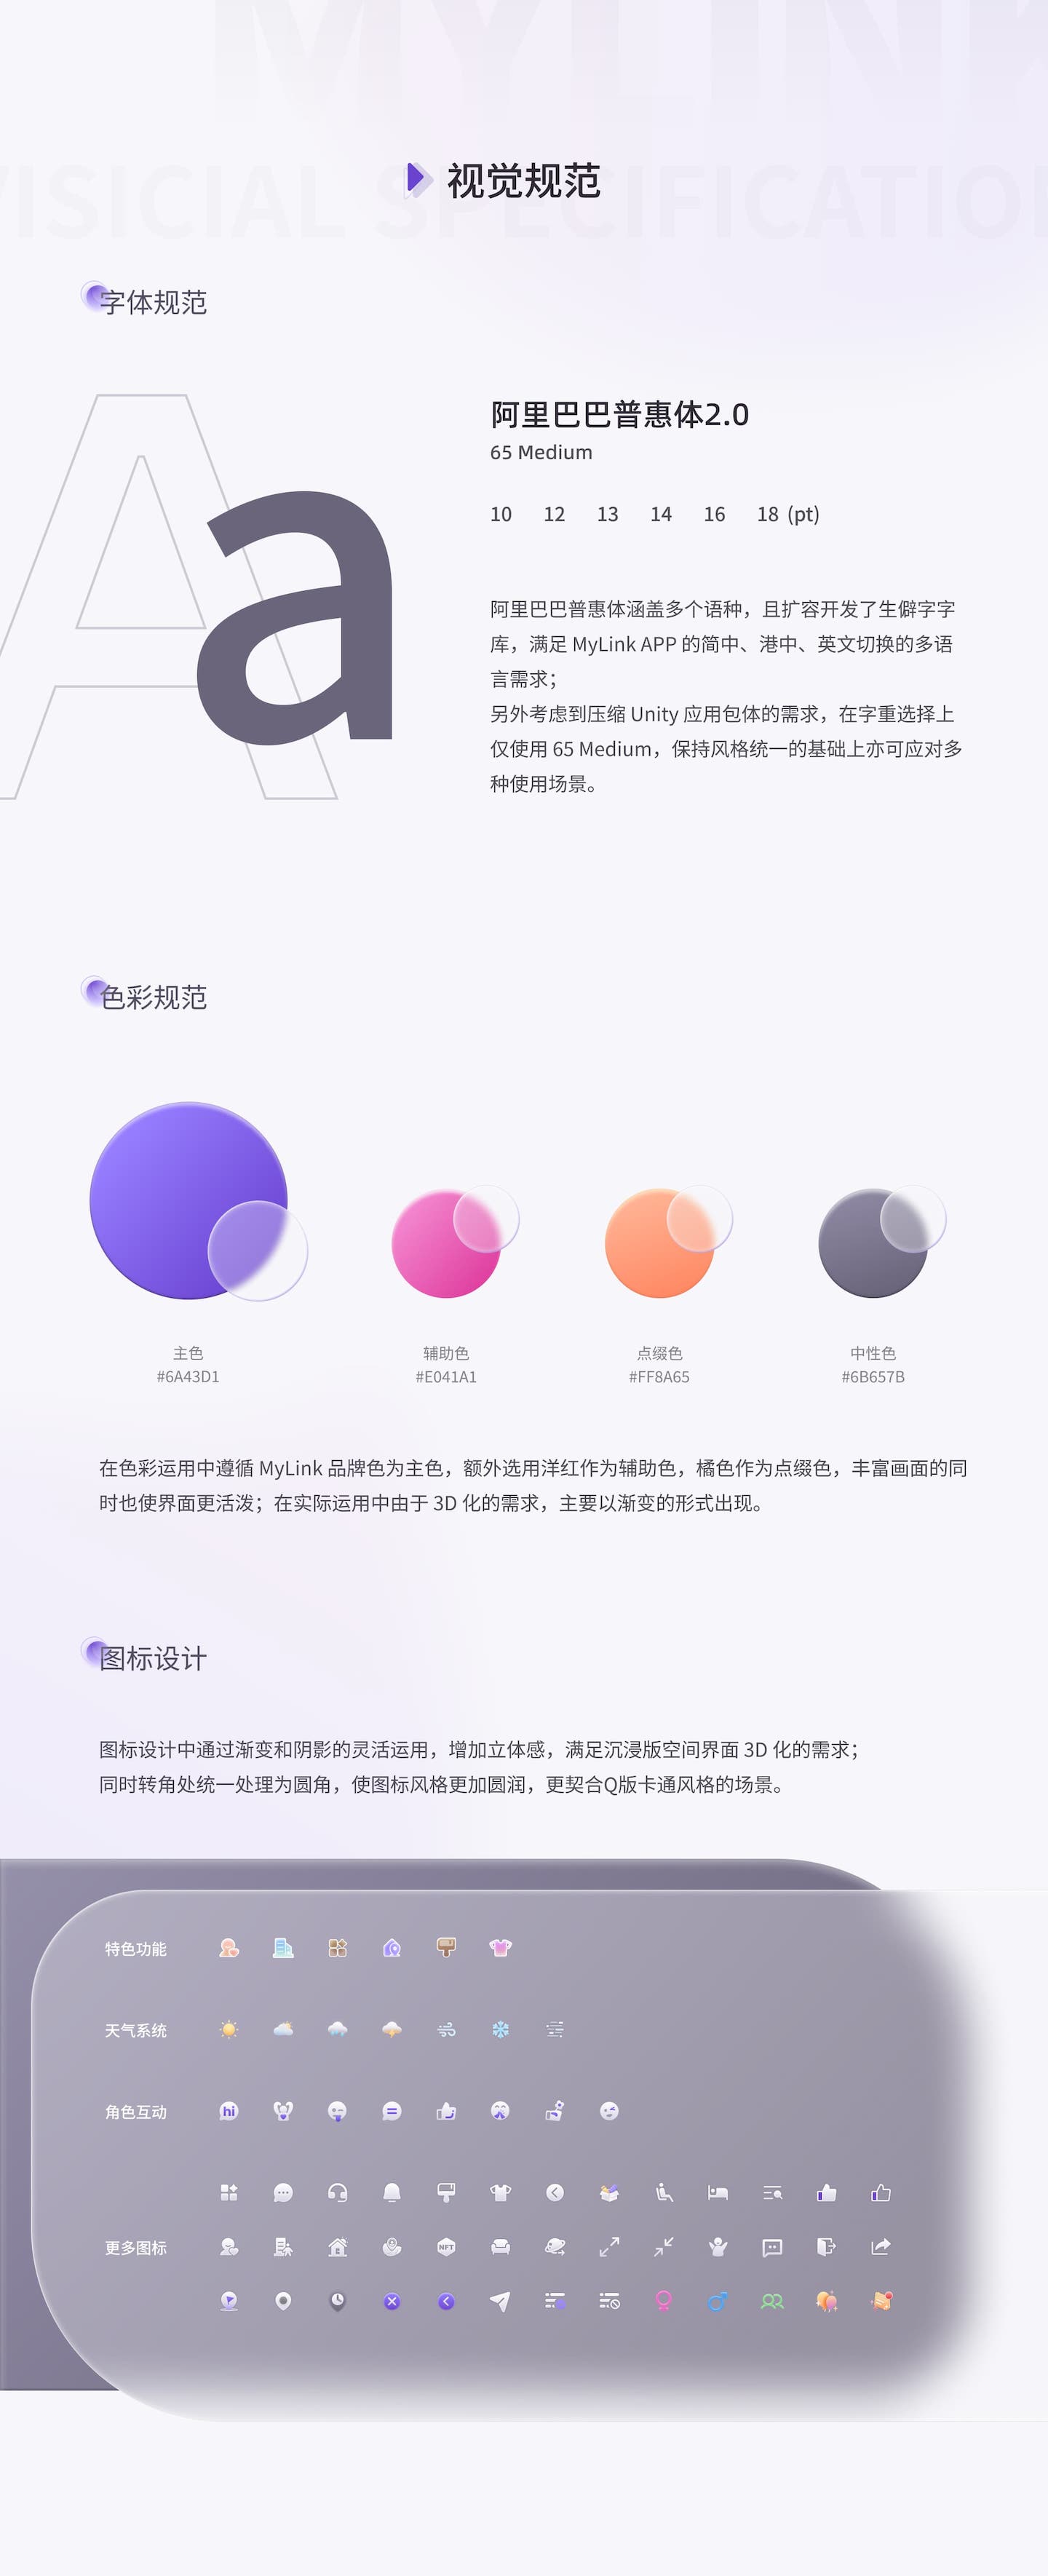 MYLINK
VISICIAL SPECIFICATION
视觉规范
字体规范
A
a
阿里巴巴普惠体2.0
65 Medium
10 12 13 14 16 18 (pt)
阿里巴巴普惠体涵盖多个语种，且扩容开发了生僻字字
库，满足 MyLink APP 的简中、港中、英文切换的多语
言需求；
另外考虑到压缩 Unity 应用包体的需求，在字重选择上
仅使用 65 Medium，保持风格统一的基础上亦可应对多
种使用场景。
色彩规范
主色 辅助色 点缀色 中性色
#6A43D1 #E041A1 #FF8A65 #6B657B
在色彩运用中遵循 MyLink 品牌色为主色，额外选用洋红作为辅助色，橘色作为点缀色，丰富画面的同
时也使界面更活泼；在实际运用中由于 3D 化的需求，主要以渐变的形式出现。
图标设计
图标设计中通过渐变和阴影的灵活运用，增加立体感，满足沉浸版空间界面 3D 化的需求；
同时转角处统一处理为圆角，使图标风格更加圆润，更契合Q版卡通风格的场景。
特色功能
天气系统
角色互动 hi
更多图标 NFT